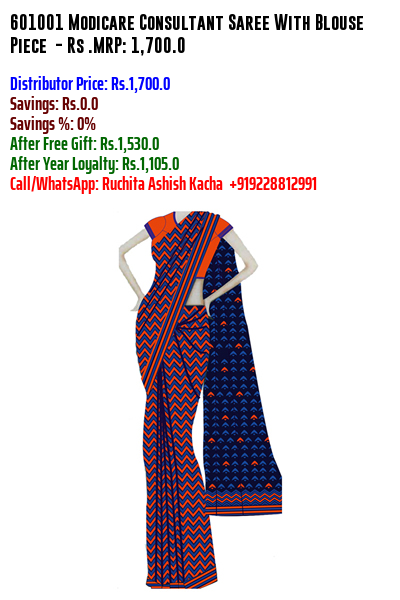 601001 Modicare Consultant Saree With Blouse
Piece - Rs .MRP: 1,700.0
Distributor Price: Rs.1,700.0
Savings: Rs.0.0
Savings %: 0%
After Free Gift: Rs.1,530.0
After Year Loyalty: Rs.1,105.0
Call/WhatsApp: Ruchita Ashish Kacha +919228812991